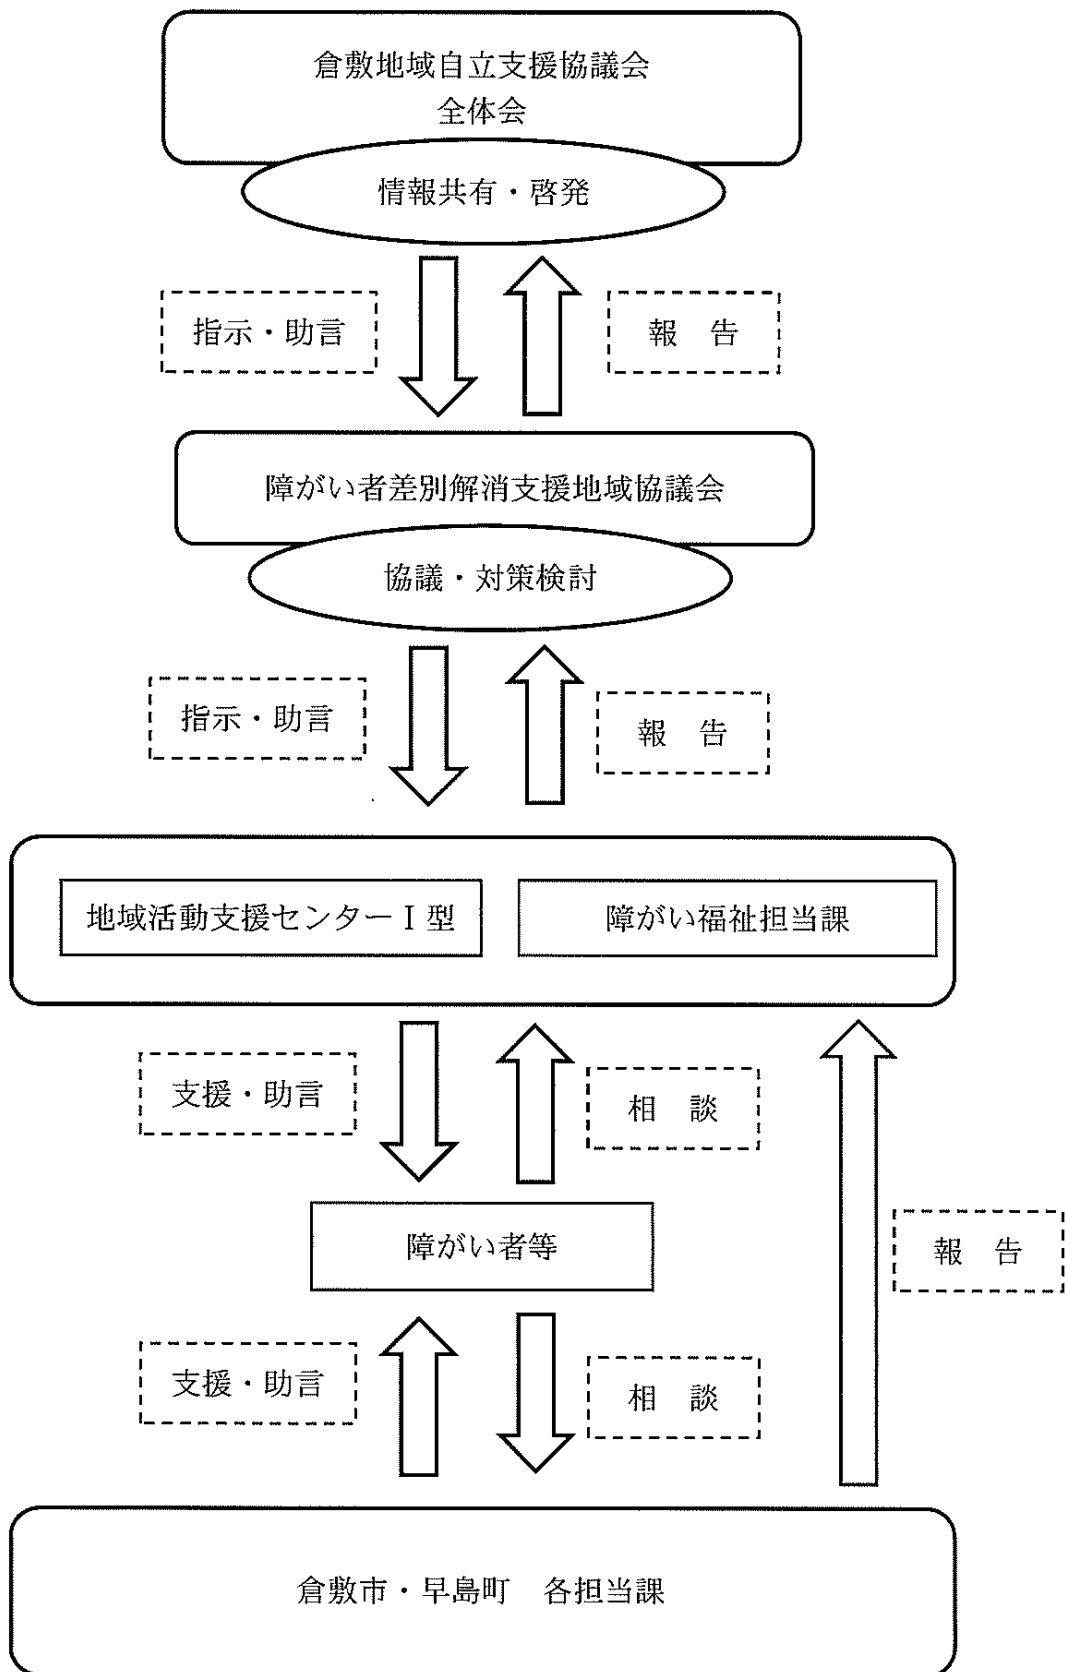 倉敷地域自立支援協議会
全体会
情報共有・啓発
指示・助言
報　告
障がい者差別解消支援地域協議会
協議・対策検討
指示・助言
報　告
地域活動支援センターⅠ型
障がい福祉担当課
支援・助言
相　談
障がい者等
報　告
支援・助言
相　談
倉敷市・早島町　各担当課